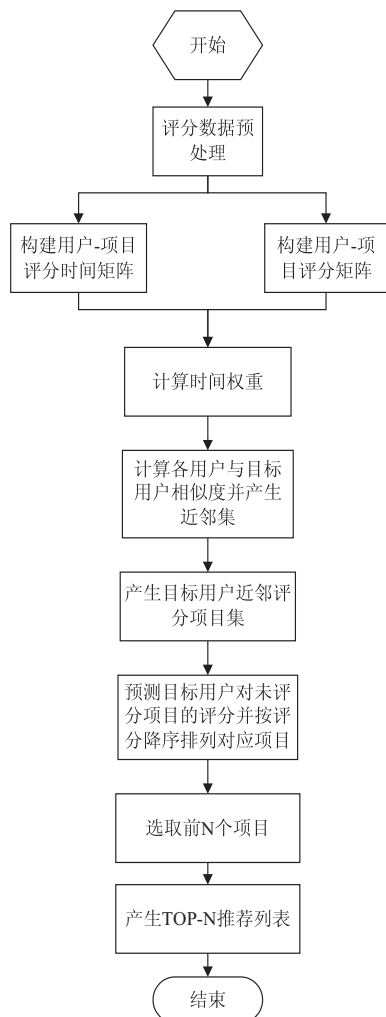 开始
评分数据预
处理
构建用户-项目
评分时间矩阵
构建用户-项
目评分矩阵
计算时间权重
计算各用户与目标
用户相似度并产生
近邻集
产生目标用户近邻评
分项目集
预测目标用户对未评
分项目的评分并按评
分降序排列对应项目
选取前N个项目
产生TOP-N推荐列表
结束